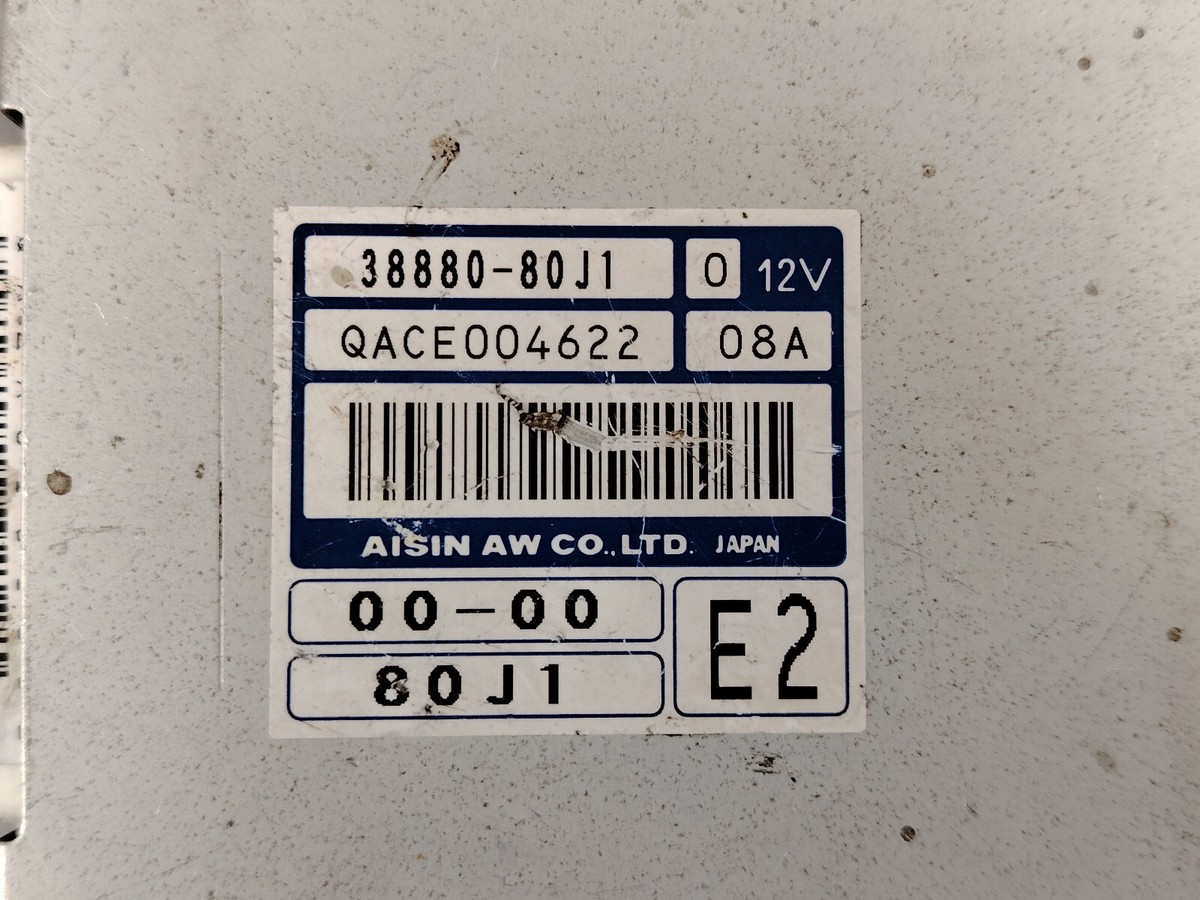 38880-80J1 0 12V
QACE004622 08A
AISIN AW CO., LTD. JAPAN
00-00
80J1
E2